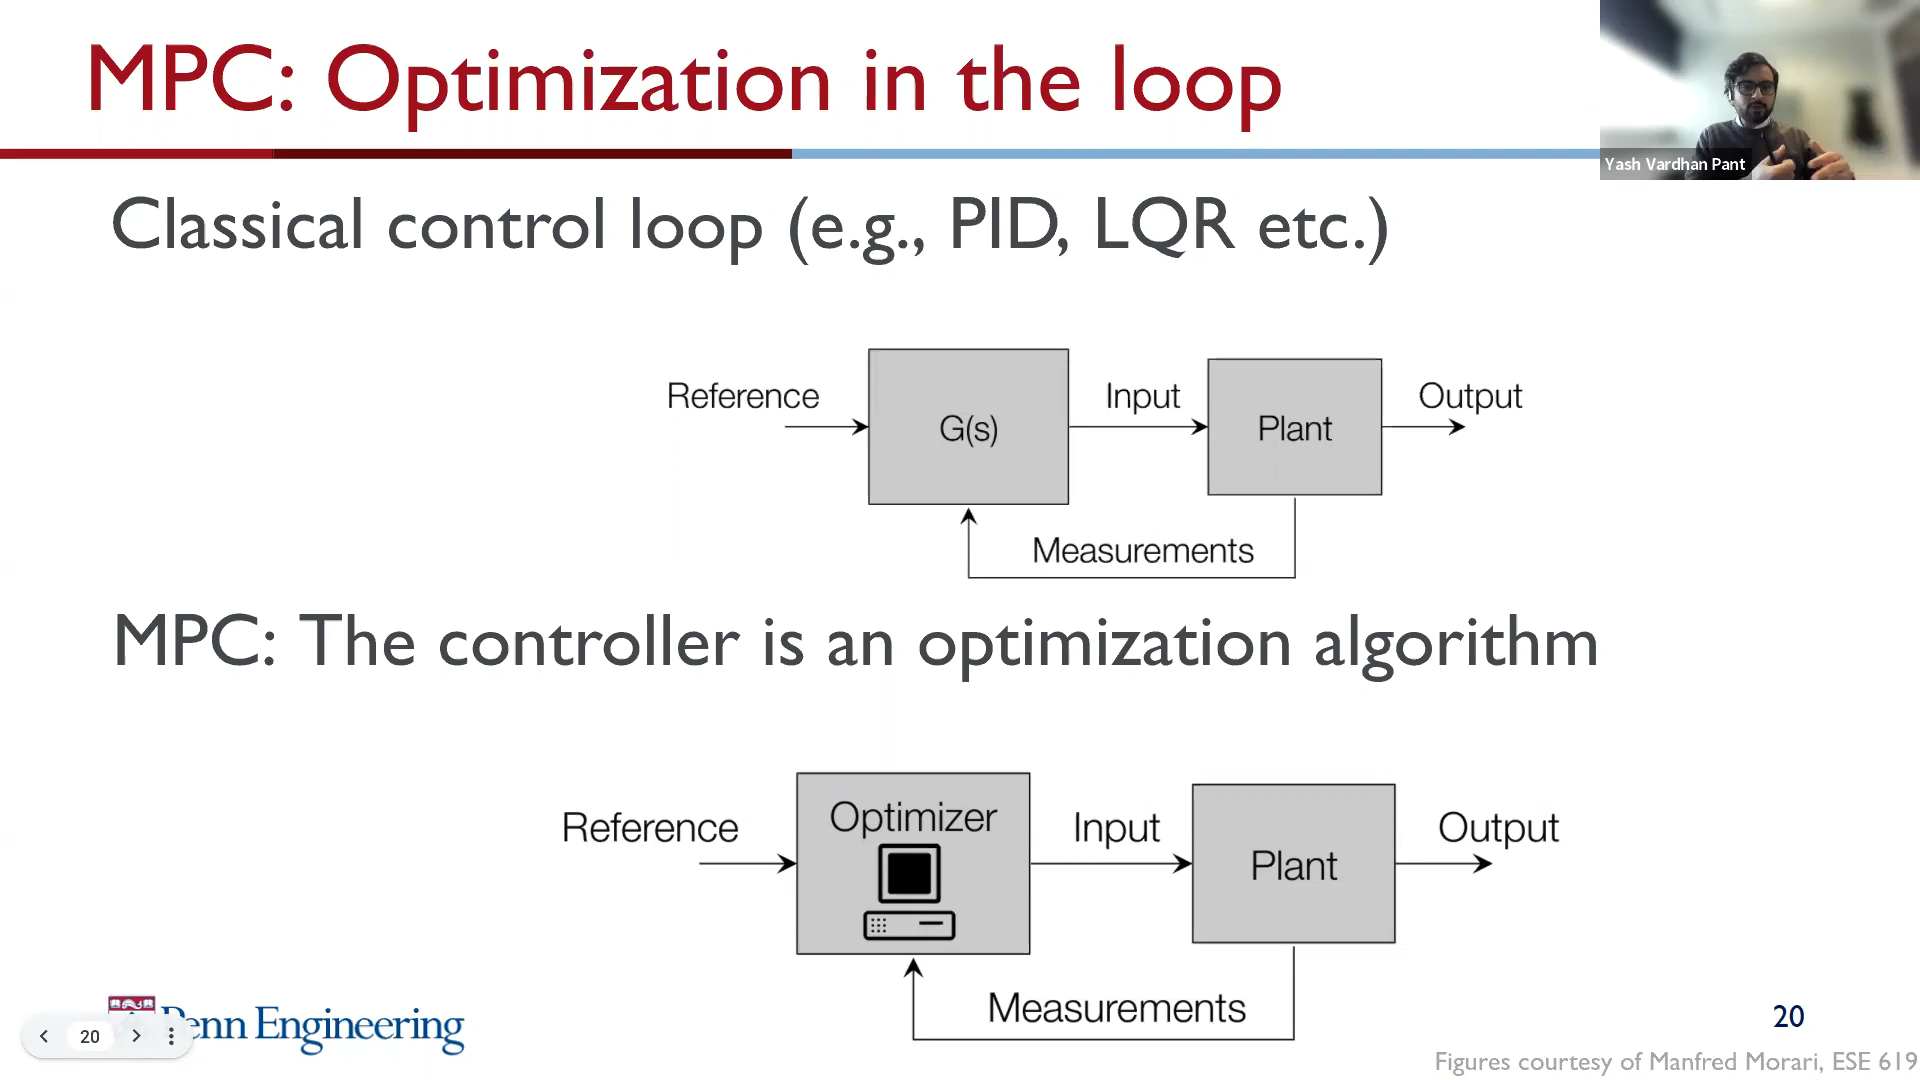 MPC: Optimization in the loop
Yash Vardhan Pant
Classical control loop (e.g., PID, LQR etc.)
Reference
G(s)
Input
Plant
Output
Measurements
MPC: The controller is an optimization algorithm
Reference
Optimizer
Input
Plant
Output
Measurements
Penn Engineering
20
20
Figures courtesy of Manfred Morari, ESE 619